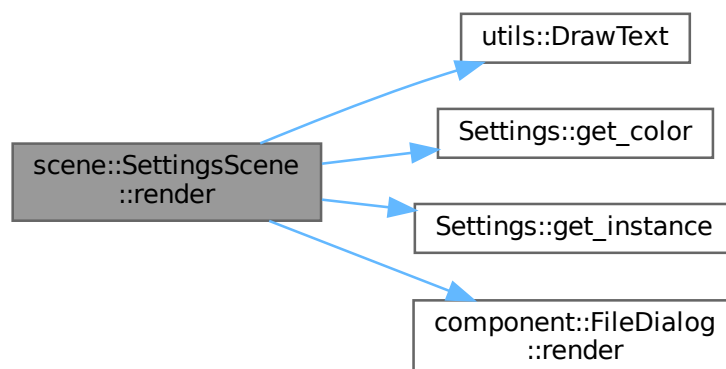 utils::DrawText
Settings::get_color
scene::SettingsScene
::render
Settings::get_instance
component::FileDialog
::render